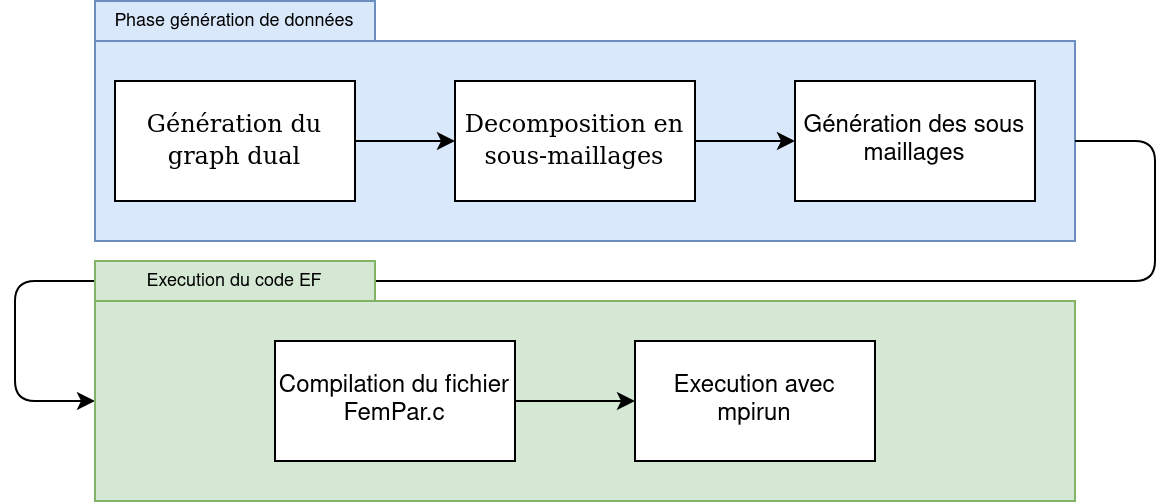 Phase génération de données
Génération du
graph dual
Decomposition en
sous-maillages
Génération des sous
maillages
Execution du code EF
Compilation du fichier
FemPar.c
Execution avec
mpirun